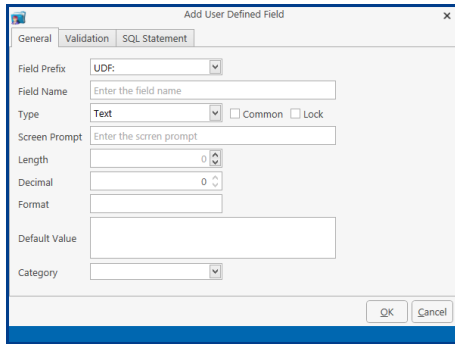 Add User Defined Field
General Validation SQL Statement
Field Prefix UDF:
Field Name Enter the field name
Type Text Common Lock
Screen Prompt Enter the scrren prompt
Length 0
Decimal 0
Format
Default Value
Category
OK Cancel